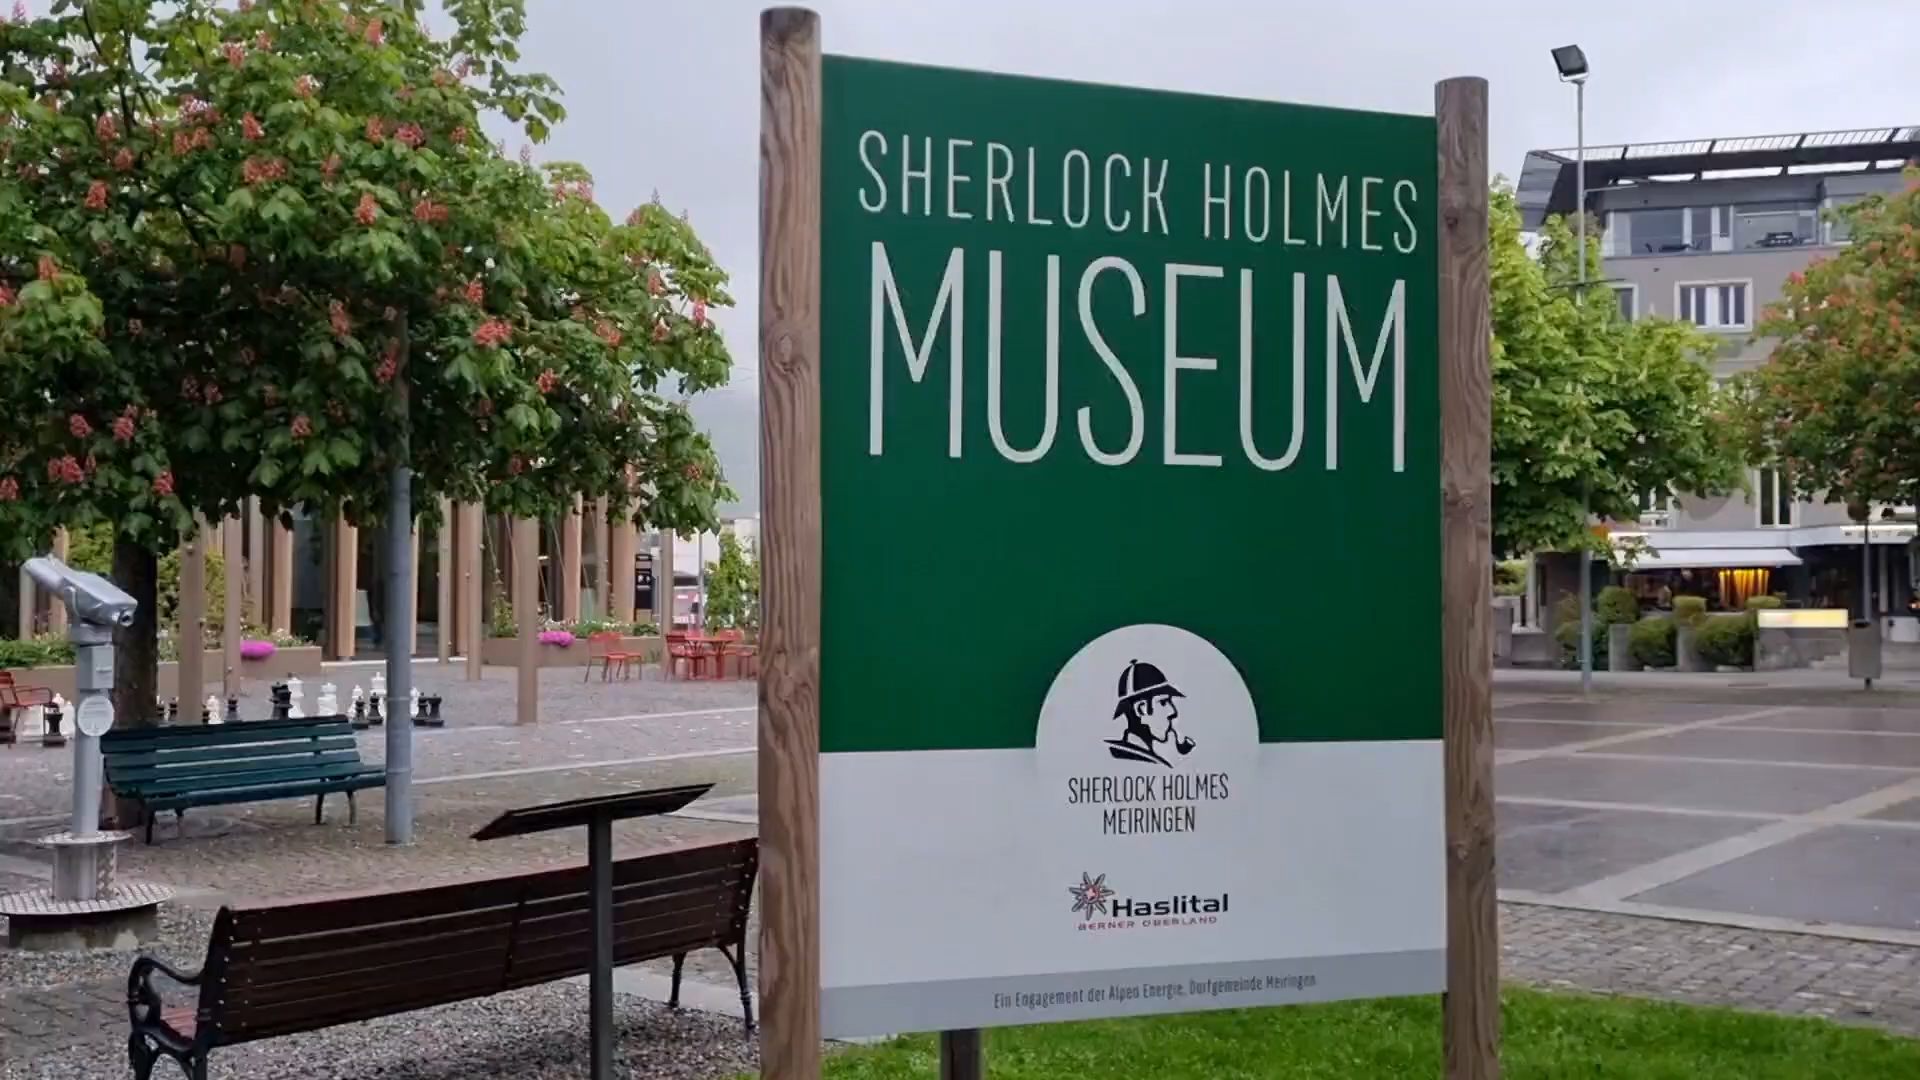 SHERLOCK HOLMES
MUSEUM
SHERLOCK HOLMES
MEIRINGEN
Haslital
BERNER OBERLAND
Ein Engagement der Alpen Energie, Dorfgemeinde Meiringen